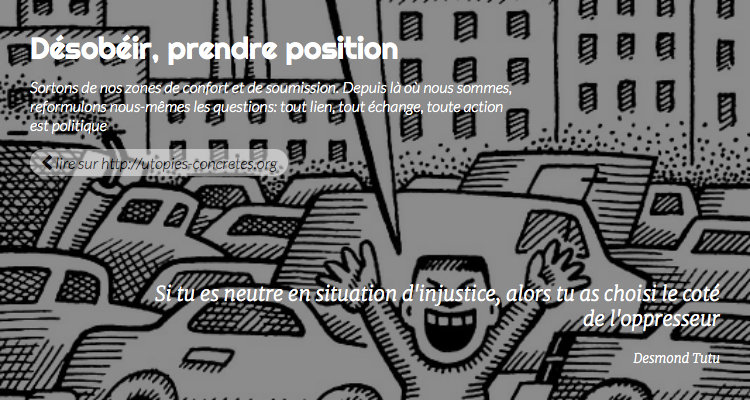 Désobéir, prendre position
Sortons de nos zones de confort et de soumission. Depuis là où nous sommes,
reformulons nous-mêmes les questions: tout lien, tout échange, toute action
est politique
lire sur http://utopies-concretes.org
Si tu es neutre en situation d'injustice, alors tu as choisi le coté
de l'oppresseur
Desmond Tutu